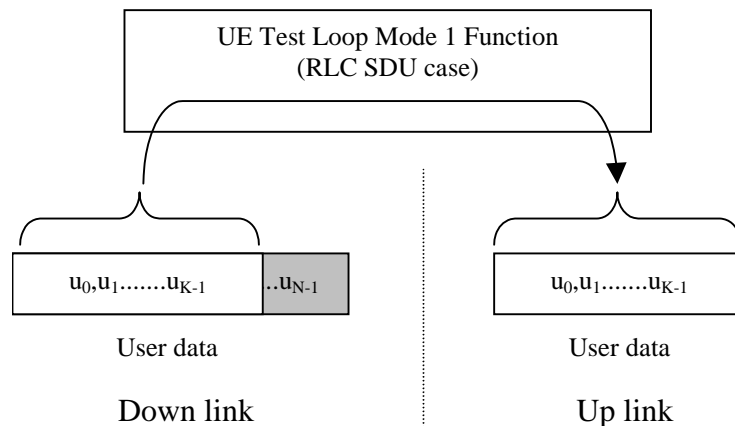 UE Test Loop Mode 1 Function
(RLC SDU case)
u0,u1.......uK-1 ...uN-1
u0,u1.......uK-1
User data
User data
Down link
Up link